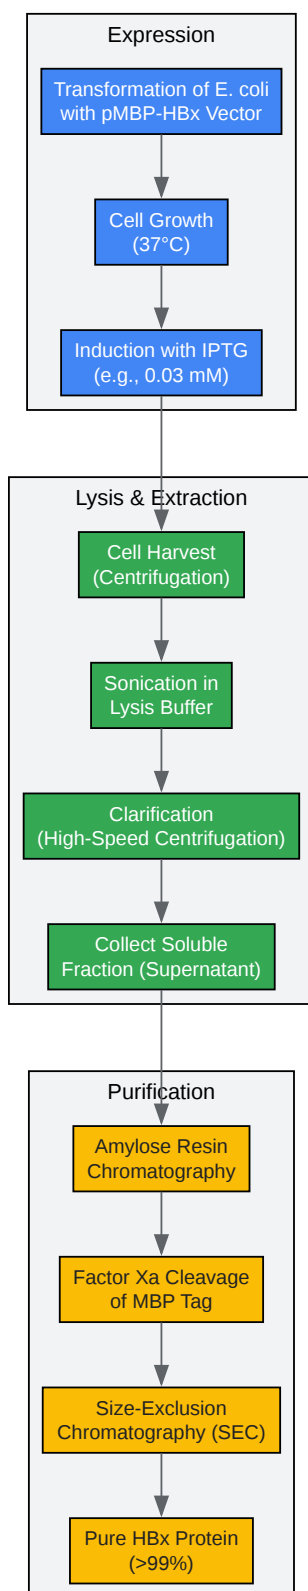 Expression
Transformation of E. coli
with pMBP-HBx Vector
Cell Growth
(37°C)
Induction with IPTG
(e.g., 0.03 mM)
Lysis & Extraction
Cell Harvest
(Centrifugation)
Sonication in
Lysis Buffer
Clarification
(High-Speed Centrifugation)
Collect Soluble
Fraction (Supernatant)
Purification
Amylose Resin
Chromatography
Factor Xa Cleavage
of MBP Tag
Size-Exclusion
Chromatography (SEC)
Pure HBx Protein
(>99%)